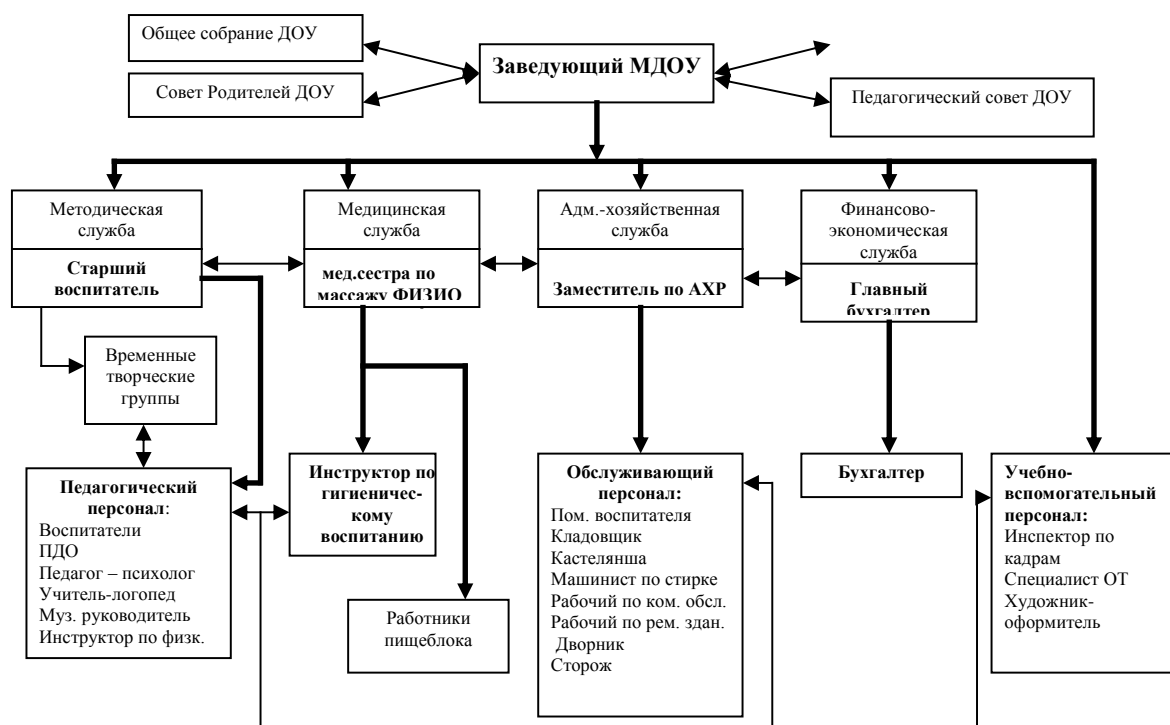 Общее собрание ДОУ
Заведующий МДОУ
Совет Родителей ДОУ
Педагогический совет ДОУ
Методическая
служба
Старший
воспитатель
Медицинская
служба
мед.сестра по
массажу ФИЗИО
Адм.-хозяйственная
служба
Заместитель по АХР
Финансово-
экономическая
служба
Главный
бухгалтер
Временные
творческие
группы
Педагогический
персонал:
Воспитатели
ПДО
Педагог – психолог
Учитель-логопед
Муз. руководитель
Инструктор по физк.
Инструктор по
гигиеничес-
кому
воспитанию
Работники
пищеблока
Обслуживающий
персонал:
Пом. воспитателя
Кладовщик
Кастелянша
Машинист по стирке
Рабочий по ком. обсл.
Рабочий по рем. здан.
Дворник
Сторож
Бухгалтер
Учебно-
вспомогательный
персонал:
Инспектор по
кадрам
Специалист ОТ
Художник-
оформитель